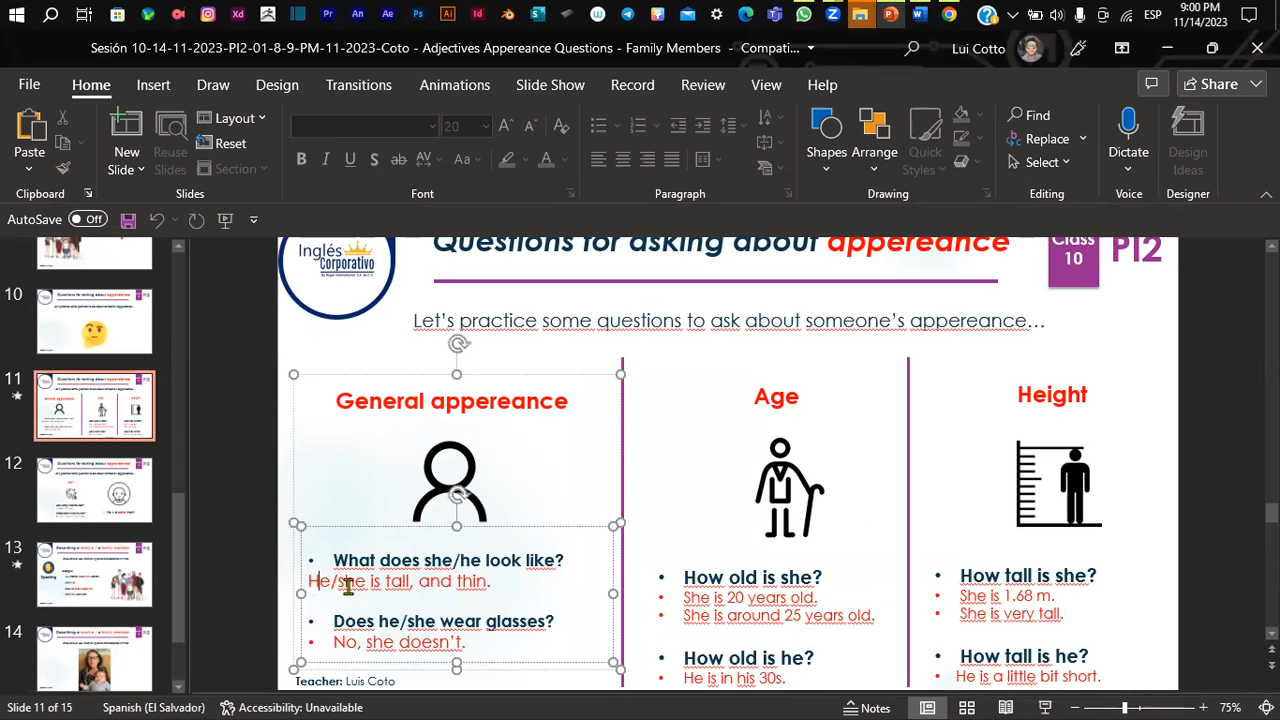 9:00 PM
ESP
11/14/2023
Sesión 10-14-11-2023-PI2-01-8-9-PM-11-2023-Coto - Adjectives Appereance Questions - Family Members - Compati...
Lui Cotto
File
Home
Insert
Draw
Design
Transitions
Animations
Slide Show
Record
Review
View
Help
Share
Paste
New
Slide
Reuse
Slides
Layout
Reset
Section
20
Shapes
Arrange
Quick
Styles
Find
Replace
Select
Dictate
Design
Ideas
Clipboard
Slides
Font
Paragraph
Drawing
Editing
Voice
Designer
AutoSave
Off
10
11
12
13
14
Inglés
Corporativo
Questions for asking about appereance
Class
10
PI2
Let's practice some questions to ask about someone's appereance...
General appereance
• What does she/he look like?
He/she is tall, and thin.
• Does he/she wear glasses?
• No, she doesn't.
Age
• How old is she?
• She is 20 years old.
• She is around 25 years old.
• How old is he?
• He is in his 30s.
Height
• How tall is she?
• She is 1.68 m.
• She is very tall.
• How tall is he?
• He is a little bit short.
Teacher: Luis Coto
Slide 11 of 15
Spanish (El Salvador)
Accessibility: Unavailable
Notes
75%